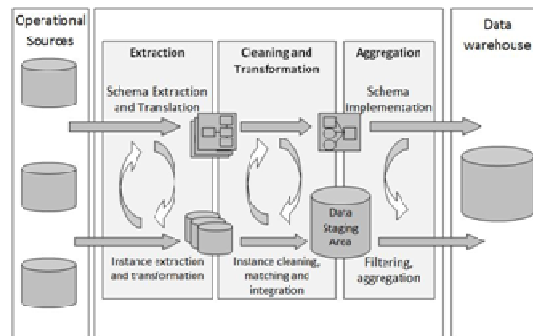 Operational
Sources
Data
warehouse
Extraction
Cleaning and
Transformation
Aggregation
Schema Extraction
and Translation
Schema
Implementation
Data
Staging
Area
Instance extraction
and transformation
Instance cleaning,
matching and
integration
Filtering,
aggregation